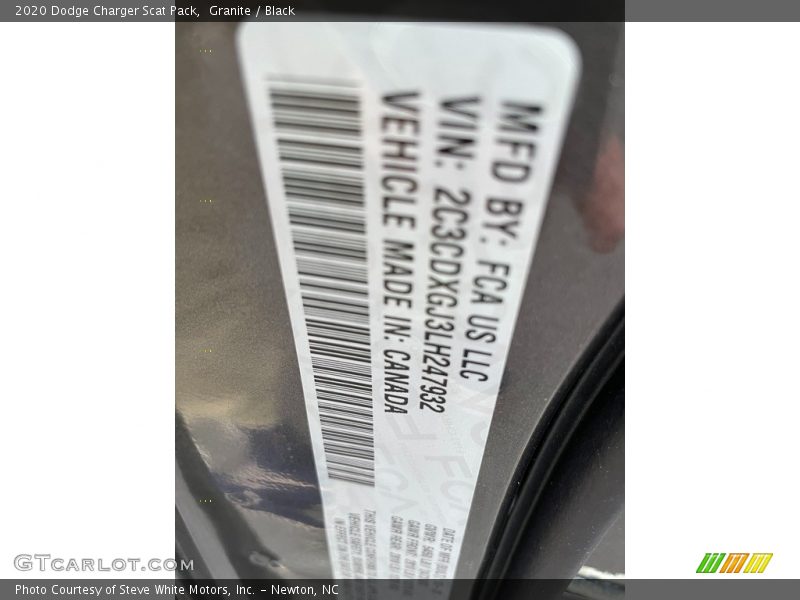 2020 Dodge Charger Scat Pack, Granite / Black
MFD BY: FCA US LLC
VIN: 2C3CDXGJ3LH247932
VEHICLE MADE IN: CANADA
GTCARLOT.COM
Photo Courtesy of Steve White Motors, Inc. – Newton, NC